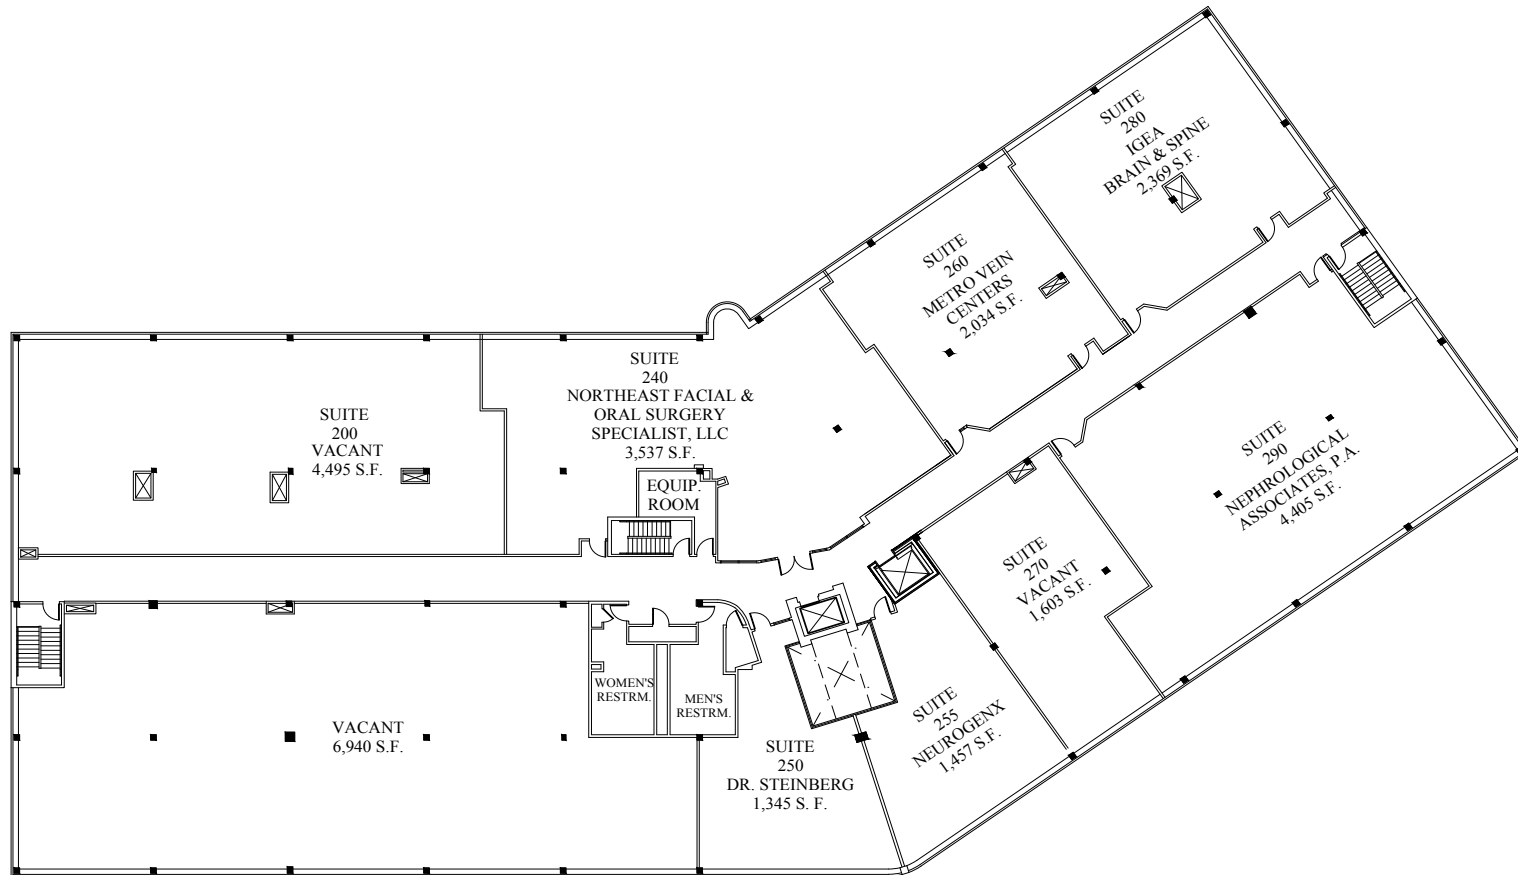 SUITE
280
IGEA
BRAIN & SPINE
2,369 S.F.
SUITE
260
METRO VEIN
CENTERS
2,034 S.F.
SUITE
240
NORTHEAST FACIAL &
ORAL SURGERY
SPECIALIST, LLC
3,537 S.F.
SUITE
200
VACANT
4,495 S.F.
EQUIP.
ROOM
SUITE
290
NEPHROLOGICAL
ASSOCIATES, P.A.
4,405 S.F.
SUITE
270
VACANT
1,603 S.F.
WOMEN'S
RESTRM.
MEN'S
RESTRM.
SUITE
255
NEUROGENX
1,457 S.F.
VACANT
6,940 S.F.
SUITE
250
DR. STEINBERG
1,345 S. F.